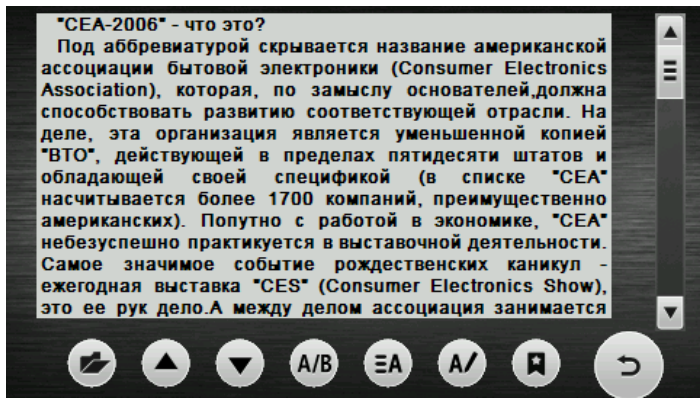 "CEA-2006" - что это?
Под аббревиатурой скрывается название американской
ассоциации бытовой электроники (Consumer Electronics
Association), которая, по замыслу основателей,должна
способствовать развитию соответствующей отрасли. На
деле, эта организация является уменьшенной копией
"ВТО", действующей в пределах пятидесяти штатов и
обладающей своей спецификой (в списке "CEA"
насчитывается более 1700 компаний, преимущественно
американских). Попутно с работой в экономике, "CEA"
небезуспешно практикуется в выставочной деятельности.
Самое значимое событие рождественских каникул -
ежегодная выставка "CES" (Consumer Electronics Show),
это ее рук дело.А между делом ассоциация занимается
A/B A A